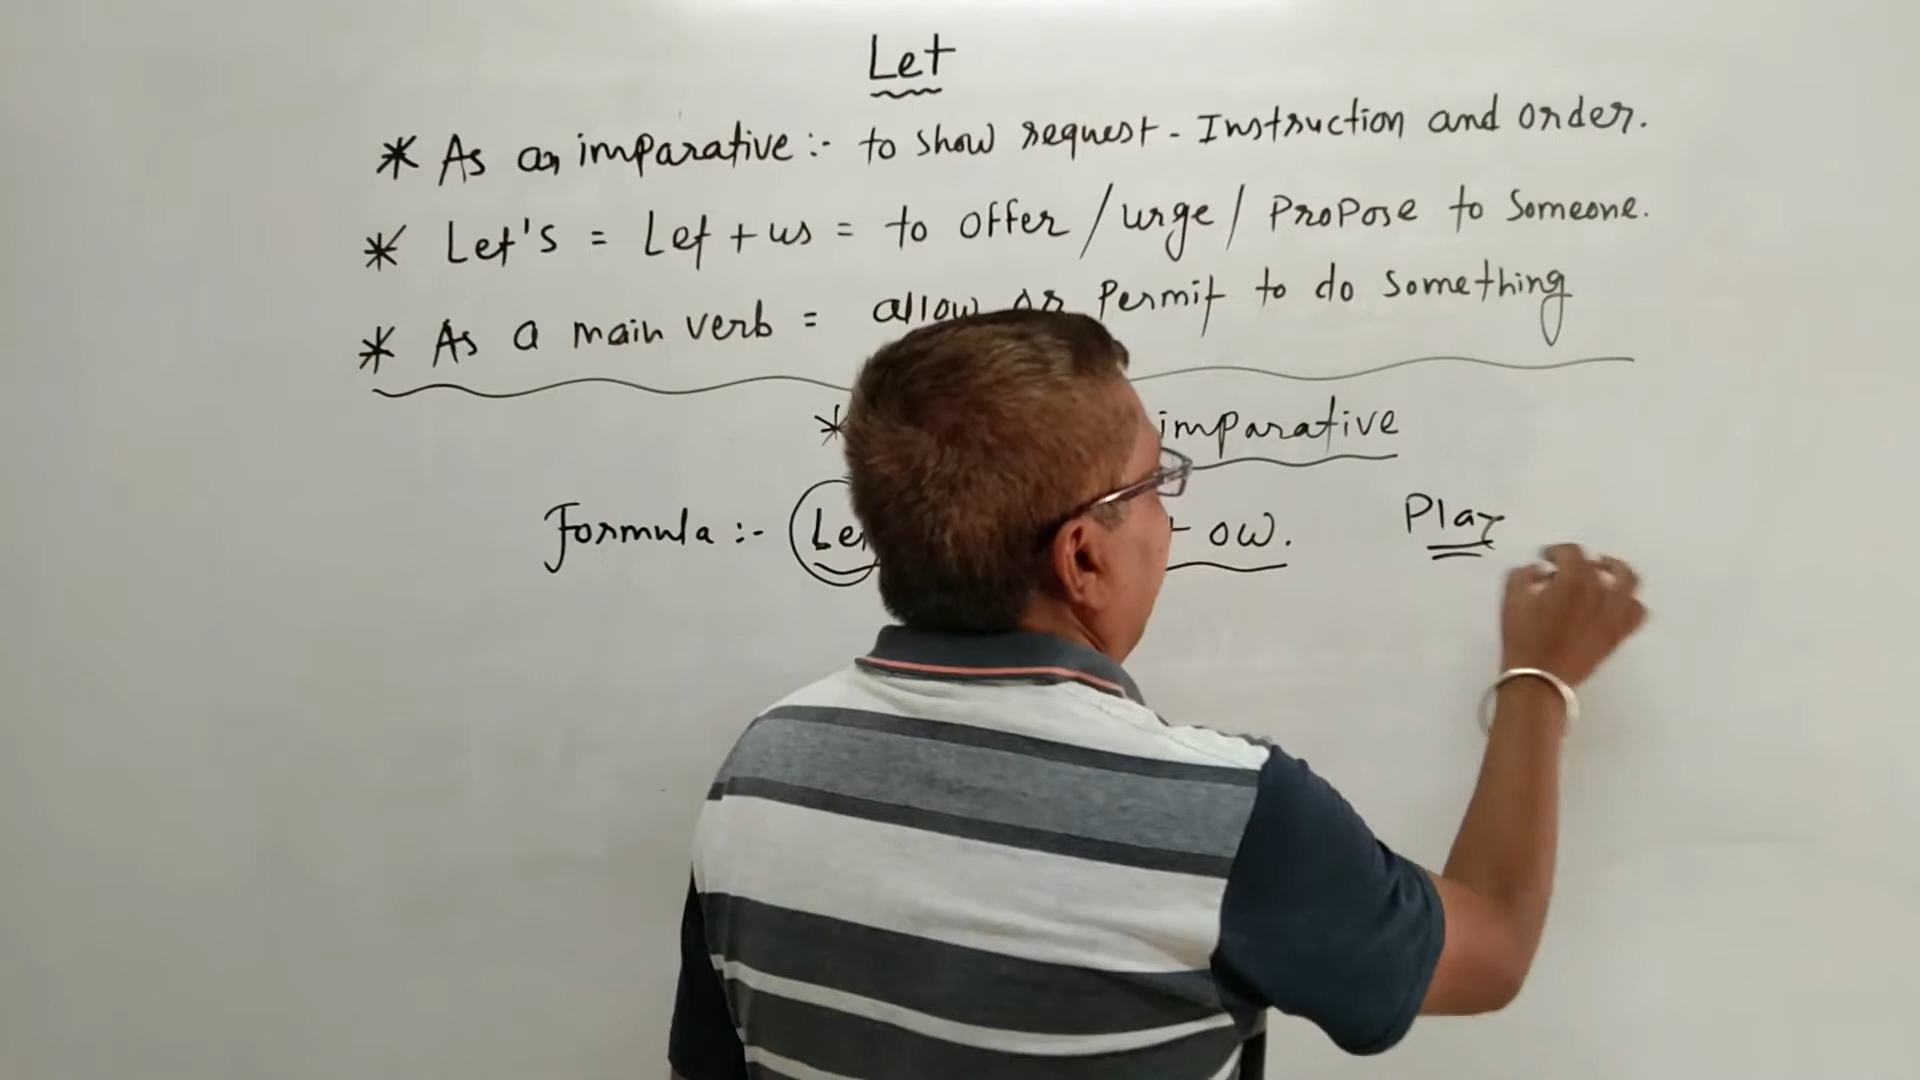 Let
* As an imparative :- to show request - Instruction and order.
* Let's = Let + us = to offer / urge / Propose to Someone.
* As a main verb = allow or Permit to do something
* imparative
Formula :- + ow. Play